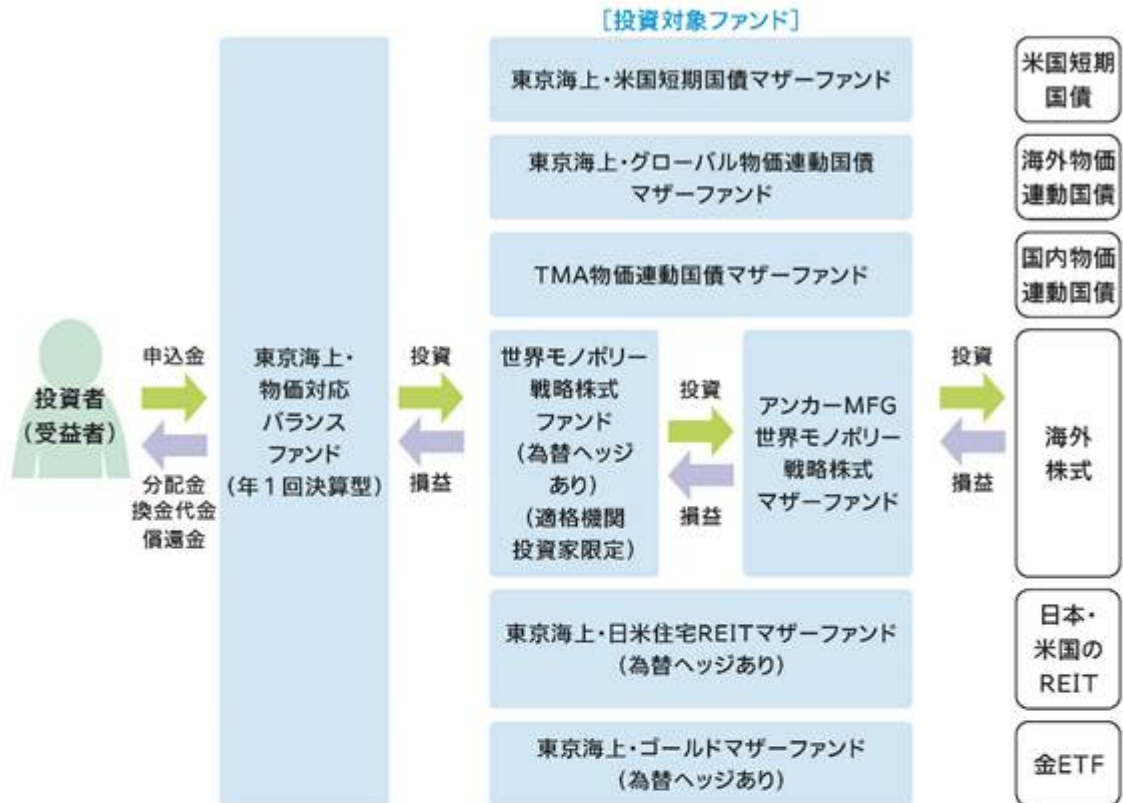 ［投資対象ファンド］
東京海上・米国短期国債マザーファンド
米国短期
国債
東京海上・グローバル物価連動国債
マザーファンド
海外物価
連動国債
TMA物価連動国債マザーファンド
国内物価
連動国債
投資者
（受益者）
申込金
分配金
換金代金
償還金
東京海上・
物価対応
バランス
ファンド
（年１回決算型）
投資
損益
世界モノポリー
戦略株式
ファンド
（為替ヘッジ
あり）
（適格機関
投資家限定）
投資
損益
アンカーMFG
世界モノポリー
戦略株式
マザーファンド
投資
損益
海外
株式
東京海上・日米住宅REITマザーファンド
（為替ヘッジあり）
日本・
米国の
REIT
東京海上・ゴールドマザーファンド
（為替ヘッジあり）
金ETF